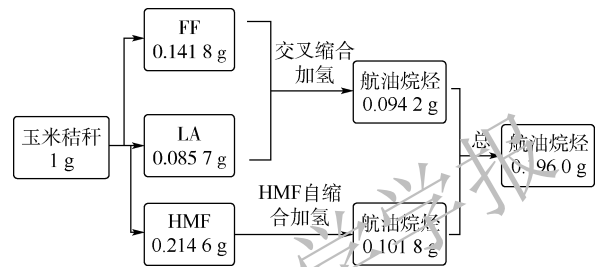 FF
0.141 8 g
交叉缩合
加氢
航油烷烃
0.094 2 g
玉米秸秆
1 g
LA
0.085 7 g
总
航油烷烃
0.196 0 g
HMF
0.214 6 g
HMF自缩
合加氢
航油烷烃
0.101 8 g
学报